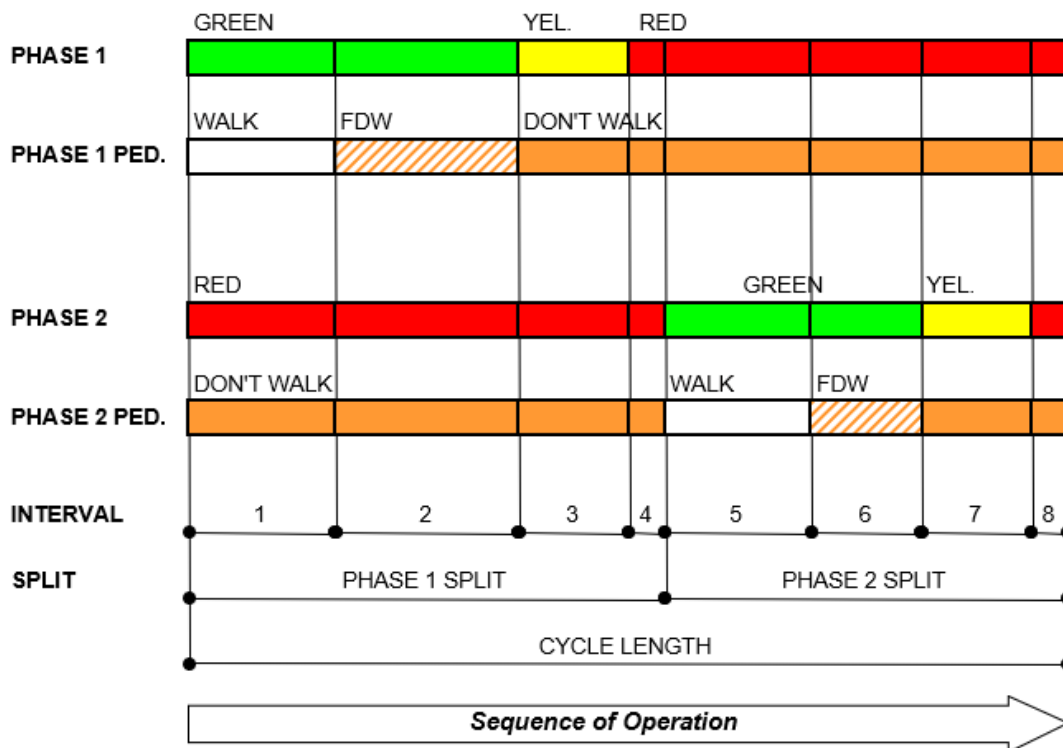 GREEN YEL. RED
PHASE 1
WALK FDW DON'T WALK
PHASE 1 PED.
RED GREEN YEL.
PHASE 2
DON'T WALK WALK FDW
PHASE 2 PED.
INTERVAL 1 2 3 4 5 6 7 8
SPLIT PHASE 1 SPLIT PHASE 2 SPLIT
CYCLE LENGTH
Sequence of Operation